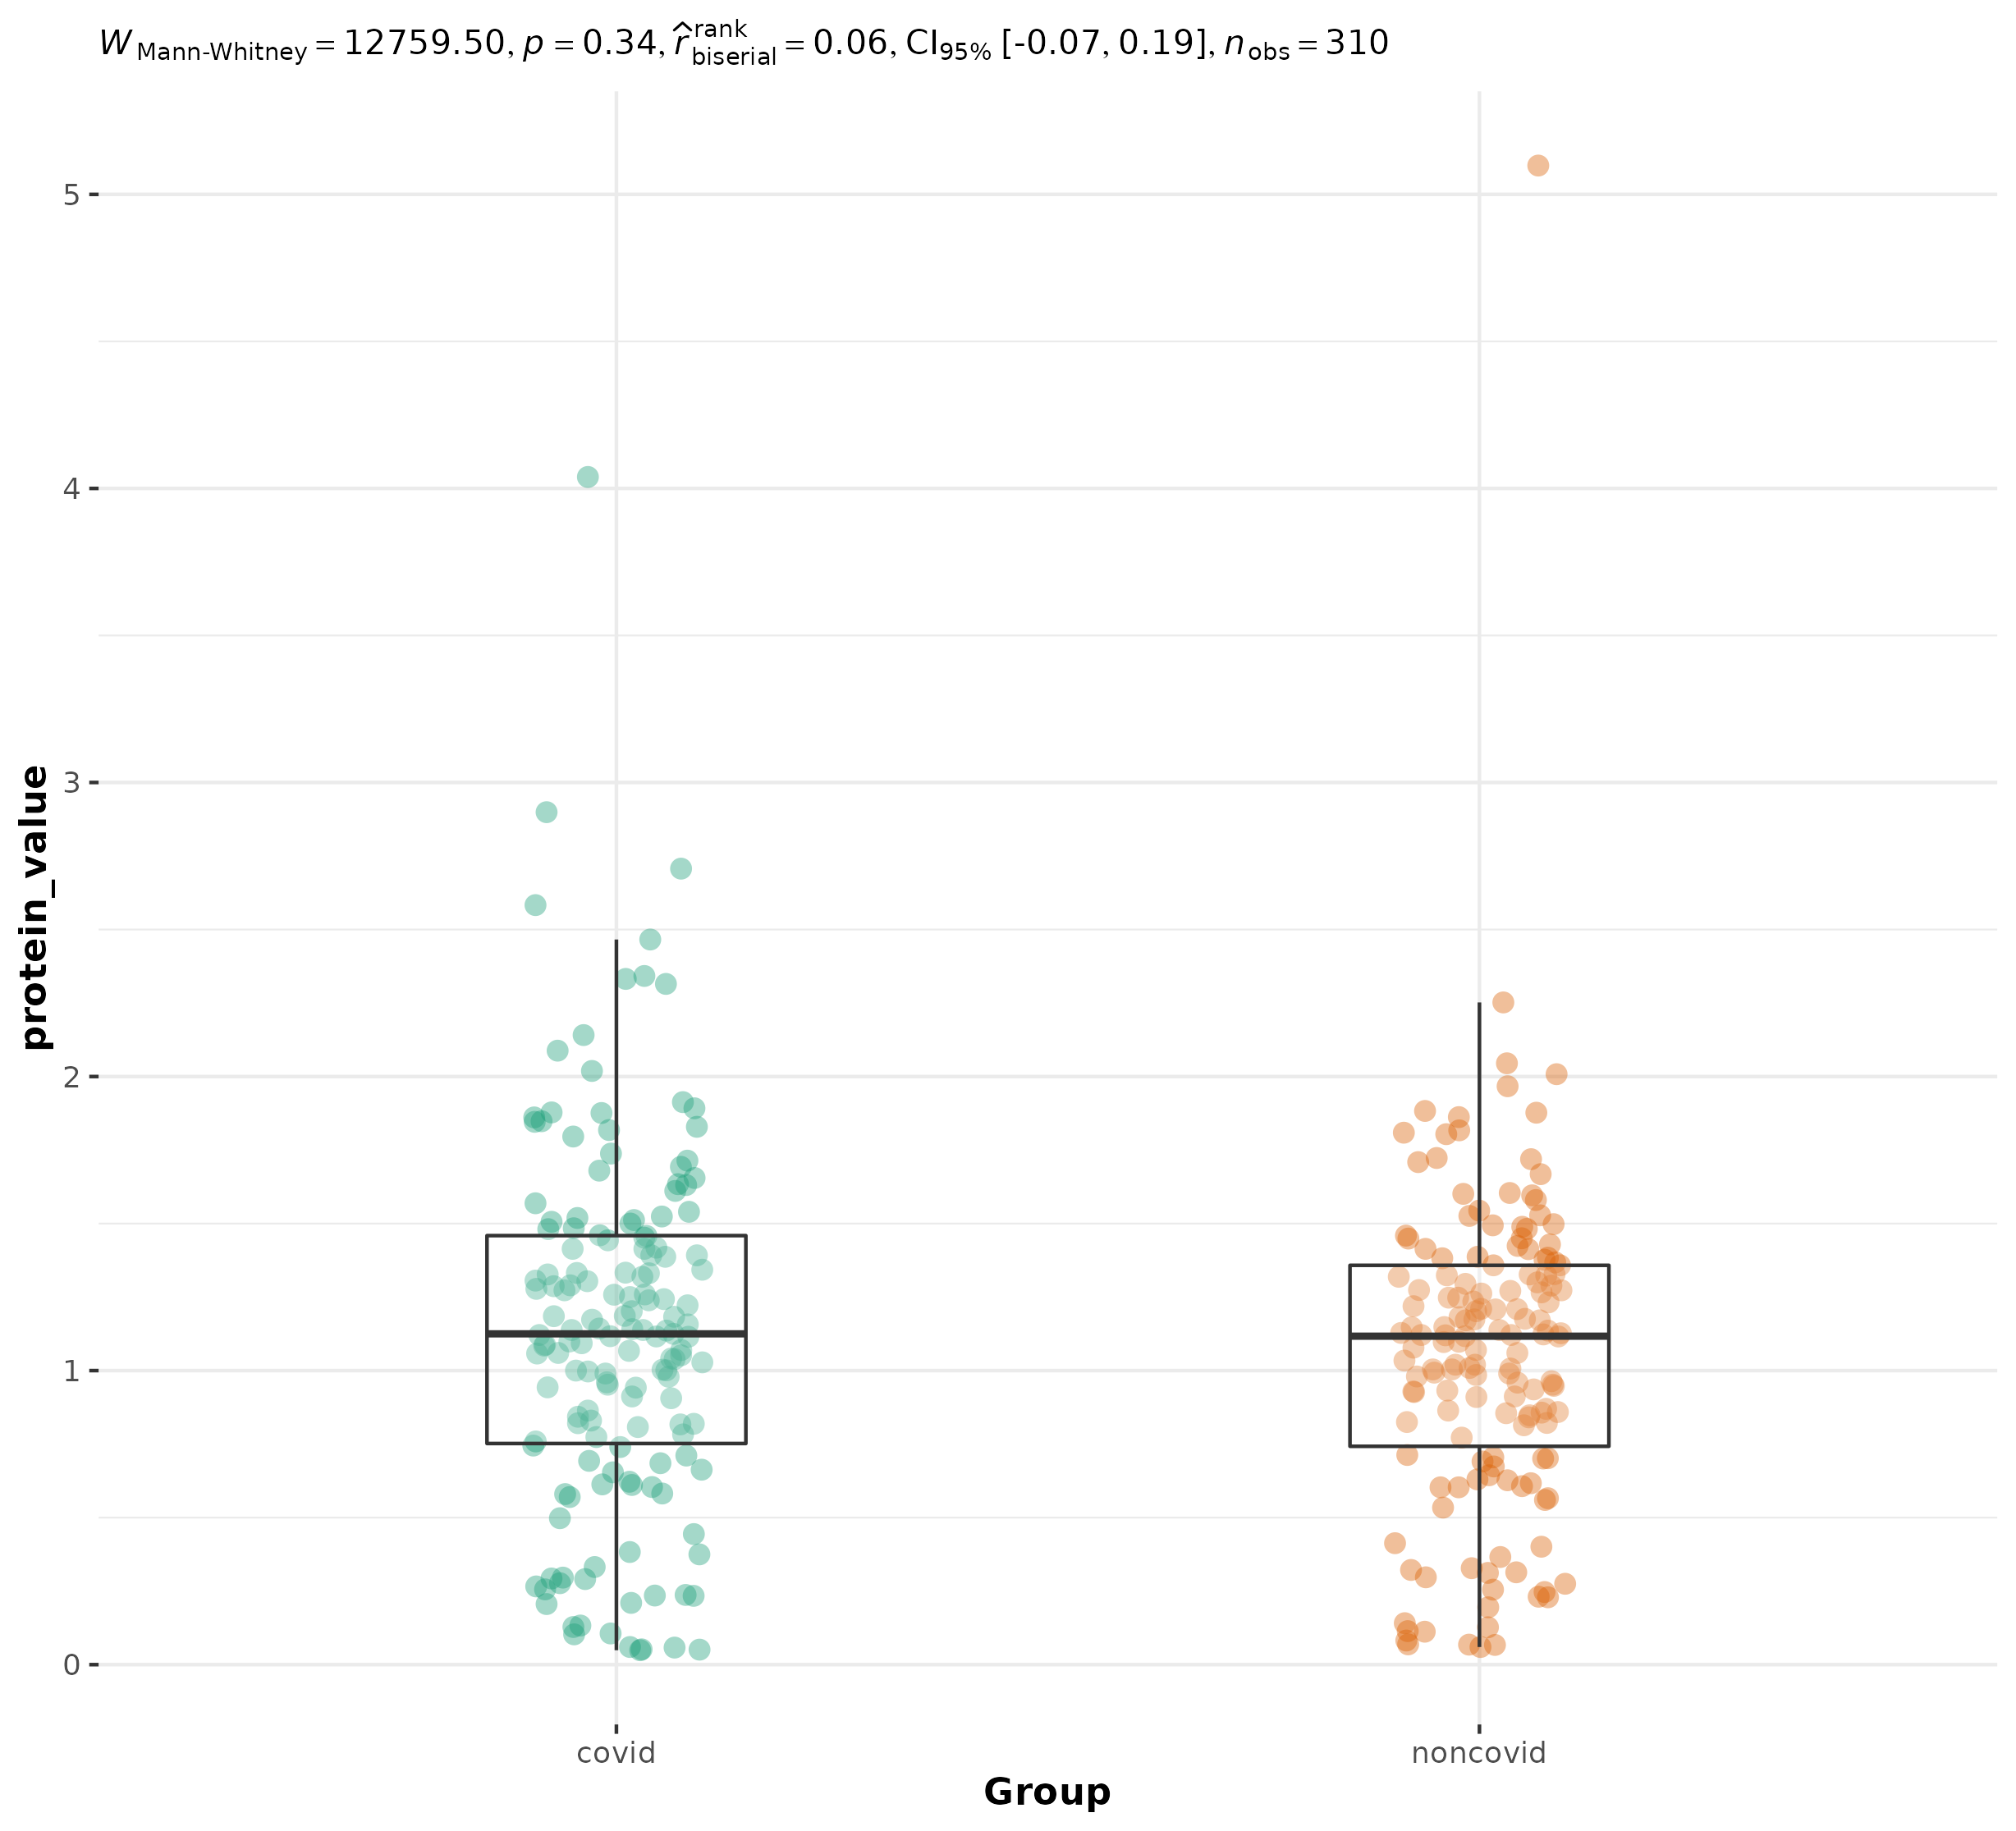 W Mann-Whitney = 12759.50, p = 0.34, r̂ rank biserial = 0.06, CI95% [-0.07, 0.19], nobs = 310
protein_value
5
4
3
2
1
0
covid noncovid
Group